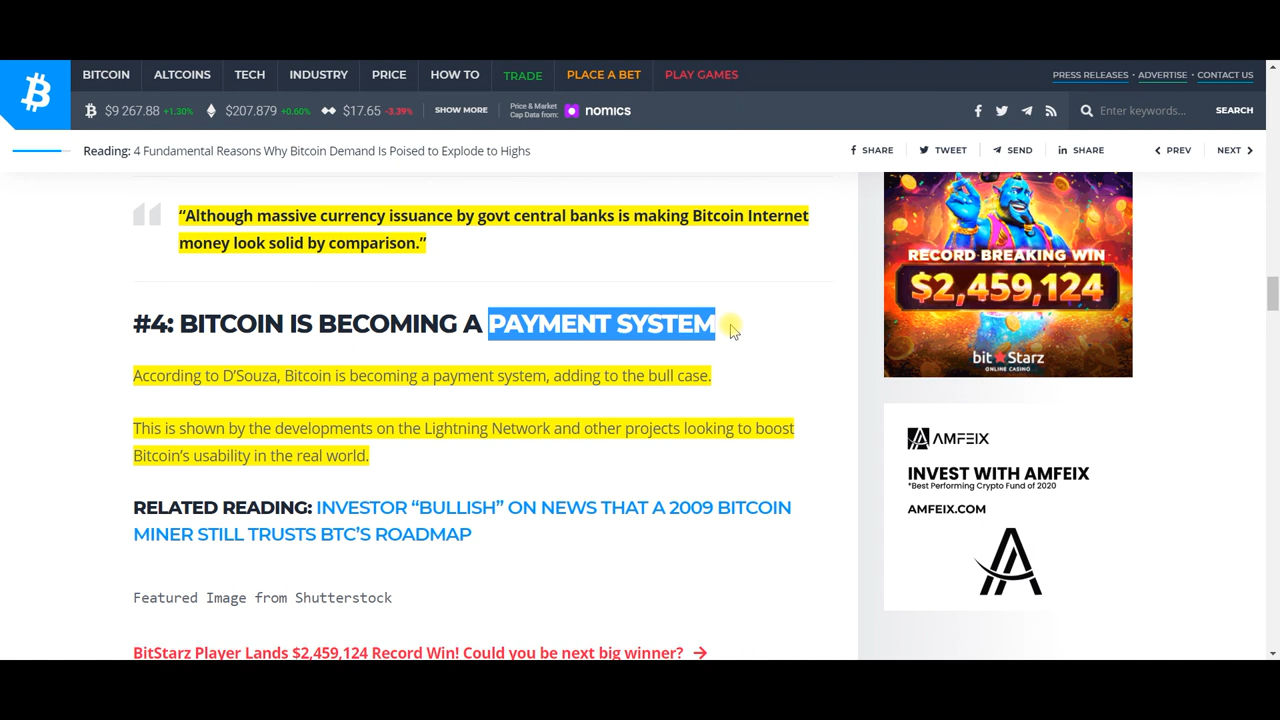 BITCOIN ALTCOINS TECH INDUSTRY PRICE HOW TO TRADE PLACE A BET PLAY GAMES PRESS RELEASES • ADVERTISE • CONTACT US
$9 267.88 +1.30% $207.879 +0.60% $17.65 -3.39% SHOW MORE Price & Market Cap Data from: nomics Enter keywords... SEARCH
Reading: 4 Fundamental Reasons Why Bitcoin Demand Is Poised to Explode to Highs SHARE TWEET SEND SHARE PREV NEXT
“Although massive currency issuance by govt central banks is making Bitcoin Internet
money look solid by comparison.”
#4: BITCOIN IS BECOMING A PAYMENT SYSTEM
According to D’Souza, Bitcoin is becoming a payment system, adding to the bull case.
This is shown by the developments on the Lightning Network and other projects looking to boost
Bitcoin’s usability in the real world.
RELATED READING: INVESTOR “BULLISH” ON NEWS THAT A 2009 BITCOIN
MINER STILL TRUSTS BTC’S ROADMAP
Featured Image from Shutterstock
BitStarz Player Lands $2,459,124 Record Win! Could you be next big winner?
RECORD BREAKING WIN
$2,459,124
bitStarz
ONLINE CASINO
AMFEIX
INVEST WITH AMFEIX
*Best Performing Crypto Fund of 2020
AMFEIX.COM